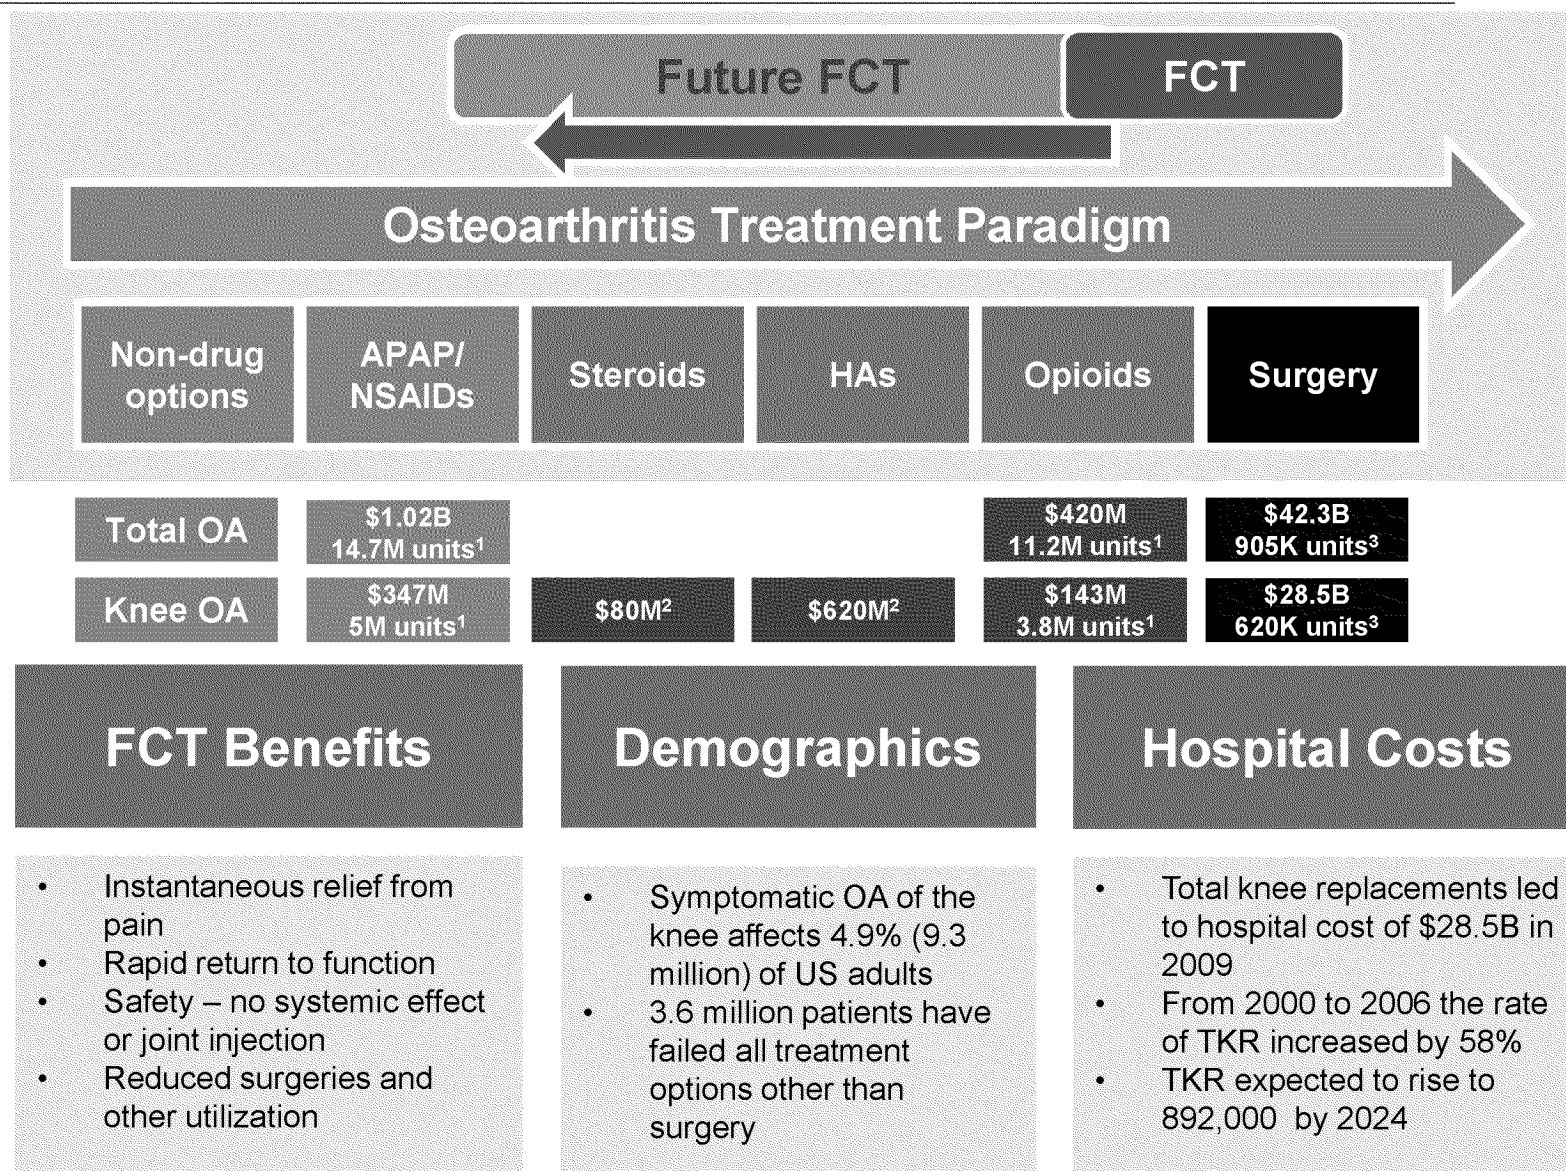 Future FCT
FCT
Osteoarthritis Treatment Paradigm
Non-drug
options
APAP/
NSAIDs
Steroids
HAs
Opioids
Surgery
Total OA
$1.02B
14.7M units¹
$420M
11.2M units¹
$42.3B
905K units³
Knee OA
$347M
5M units¹
$80M²
$620M²
$143M
3.8M units¹
$28.5B
620K units³
FCT Benefits
• Instantaneous relief from
pain
• Rapid return to function
• Safety – no systemic effect
or joint injection
• Reduced surgeries and
other utilization
Demographics
• Symptomatic OA of the
knee affects 4.9% (9.3
million) of US adults
• 3.6 million patients have
failed all treatment
options other than
surgery
Hospital Costs
• Total knee replacements led
to hospital cost of $28.5B in
2009
• From 2000 to 2006 the rate
of TKR increased by 58%
• TKR expected to rise to
892,000 by 2024